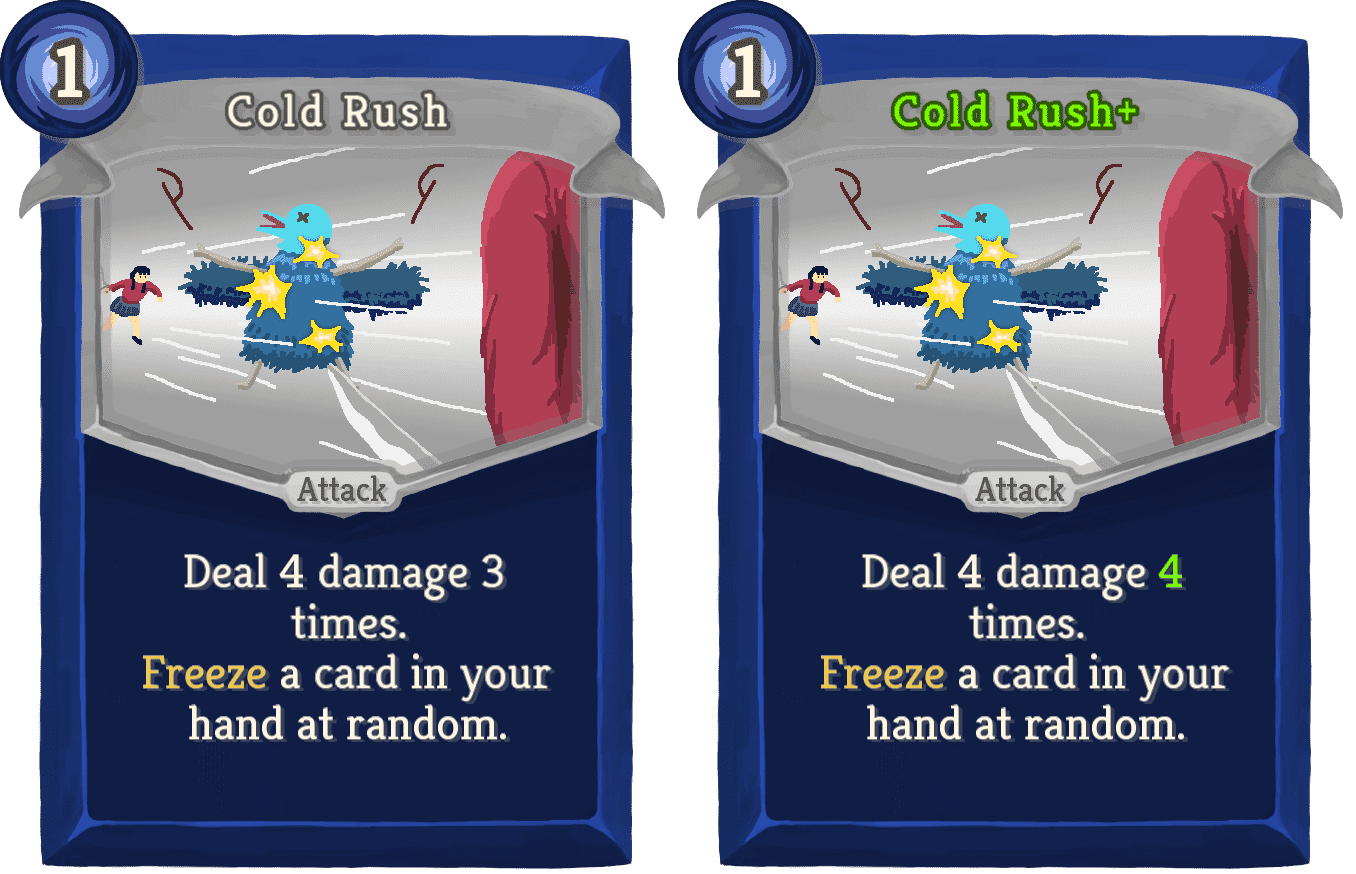 1
Cold Rush
Attack
Deal 4 damage 3
times.
Freeze a card in your
hand at random.
1
Cold Rush+
Attack
Deal 4 damage 4
times.
Freeze a card in your
hand at random.